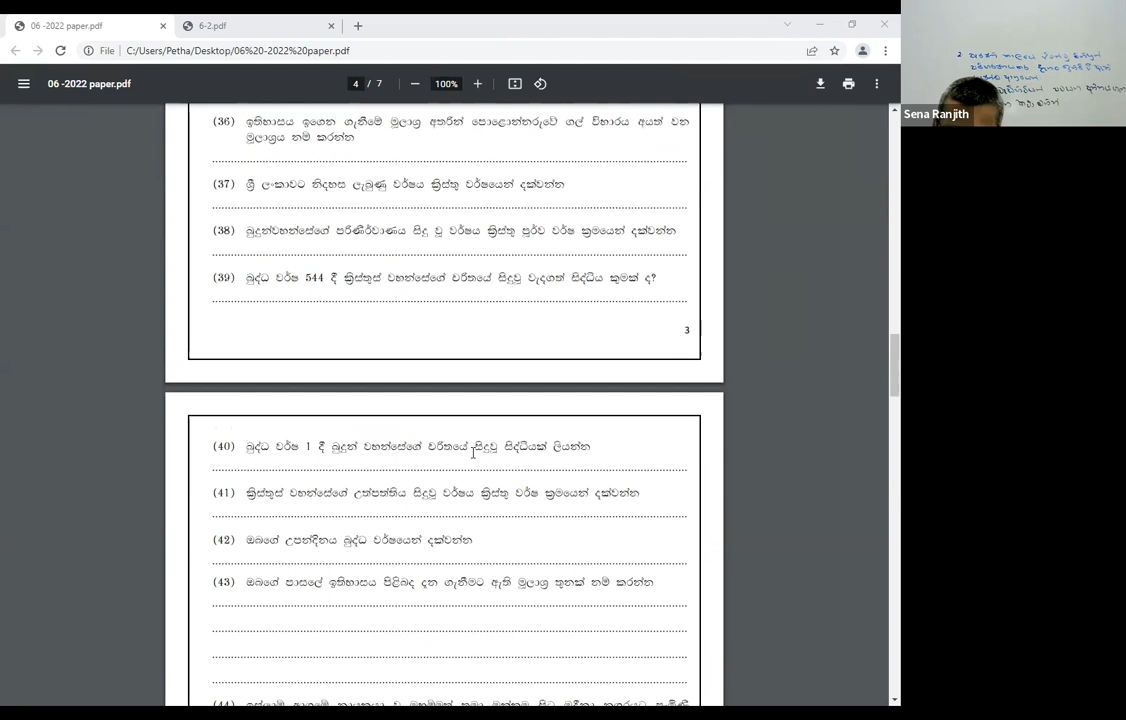 06 -2022 paper.pdf
6-2.pdf
File
C:/Users/Petha/Desktop/06%20-2022%20paper.pdf
06 -2022 paper.pdf
4 / 7
100%
Sena Ranjith
(36) ඉතිහාසය ඉගෙන ගැනීමේ මූලාශ්‍ර අතරින් පොළොන්නරුවේ ගල් විහාරය අයත් වන
මූලාශ්‍රය නම් කරන්න
(37) ශ්‍රී ලංකාවට නිදහස ලැබුණු වර්ෂය ක්‍රිස්තු වර්ෂයෙන් දක්වන්න
(38) බුදුන්වහන්සේගේ පරිණිර්වාණය සිදු වූ වර්ෂය ක්‍රිස්තු පූර්ව වර්ෂ ක්‍රමයෙන් දක්වන්න
(39) බුද්ධ වර්ෂ 544 දී ක්‍රිස්තුස් වහන්සේගේ චරිතයේ සිදුවූ වැදගත් සිද්ධිය කුමක් ද?
3
(40) බුද්ධ වර්ෂ 1 දී බුදුන් වහන්සේගේ චරිතයේ සිදුවූ සිද්ධියක් ලියන්න
(41) ක්‍රිස්තුස් වහන්සේගේ උත්පත්තිය සිදුවූ වර්ෂය ක්‍රිස්තු වර්ෂ ක්‍රමයෙන් දක්වන්න
(42) ඔබගේ උපන්දිනය බුද්ධ වර්ෂයෙන් දක්වන්න
(43) ඔබගේ පාසලේ ඉතිහාසය පිළිබද දැන ගැනීමට ඇති මූලාශ්‍ර තුනක් නම් කරන්න